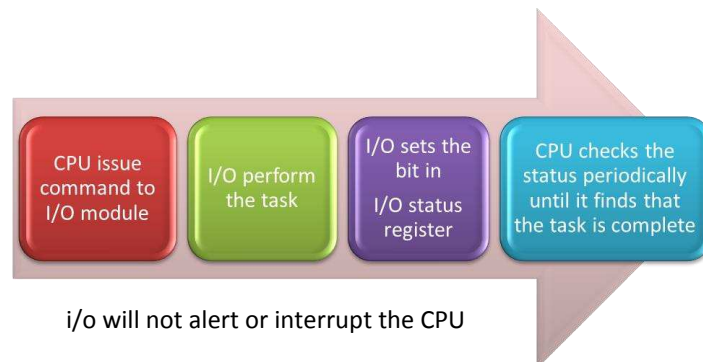 CPU issue
command to
I/O module
I/O perform
the task
I/O sets the
bit in
I/O status
register
CPU checks the
status periodically
until it finds that
the task is complete
i/o will not alert or interrupt the CPU